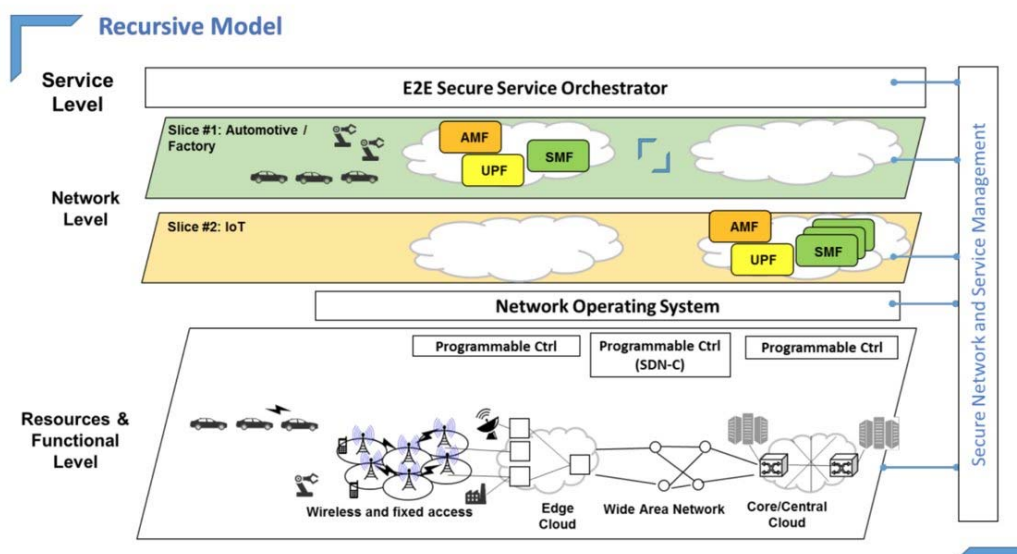 Recursive Model
Service
Level
E2E Secure Service Orchestrator
Slice #1: Automotive /
Factory
AMF
UPF
SMF
Network
Level
Slice #2: IoT
AMF
UPF
SMF
Network Operating System
Programmable Ctrl
Programmable Ctrl
(SDN-C)
Programmable Ctrl
Resources &
Functional
Level
Wireless and fixed access
Edge
Cloud
Wide Area Network
Core/Central
Cloud
Secure Network and Service Management